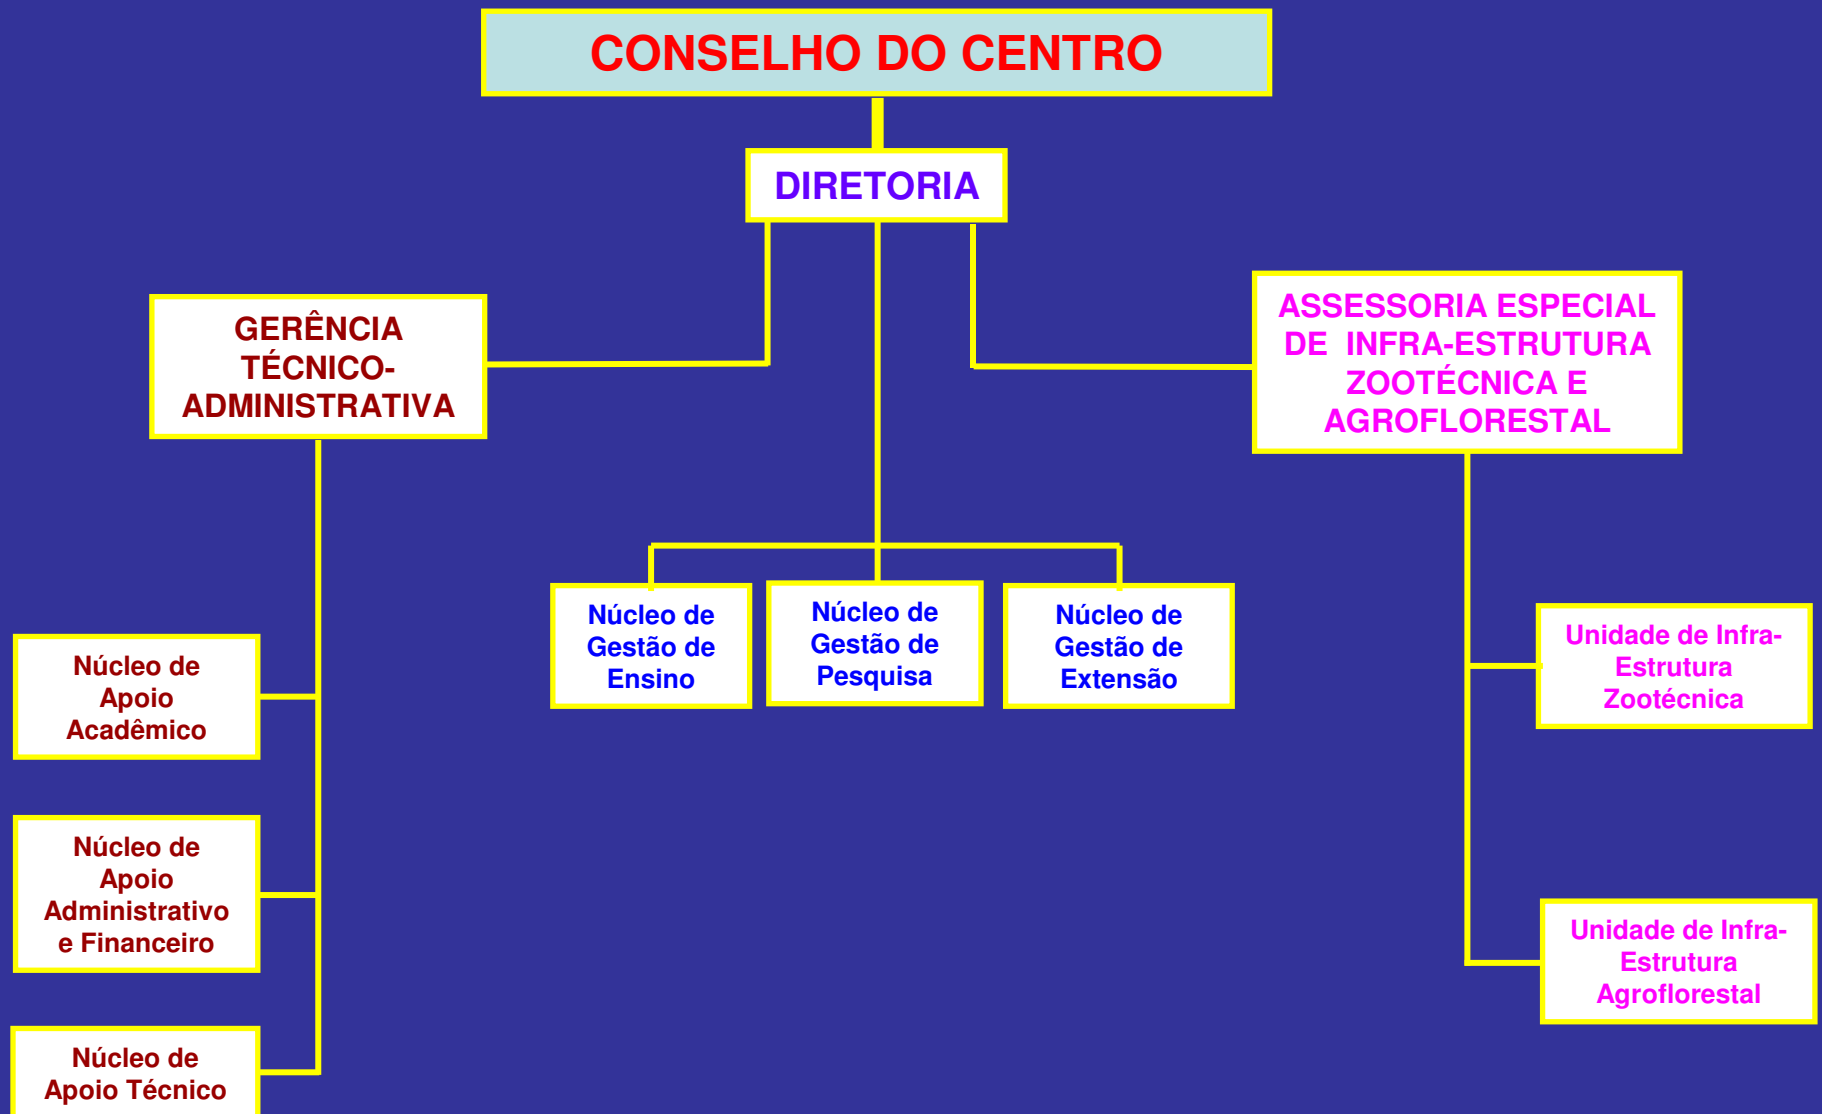 CONSELHO DO CENTRO
DIRETORIA
GERÊNCIA
TÉCNICO-
ADMINISTRATIVA
ASSESSORIA ESPECIAL
DE INFRA-ESTRUTURA
ZOOTÉCNICA E
AGROFLORESTAL
Núcleo de
Gestão de
Ensino
Núcleo de
Gestão de
Pesquisa
Núcleo de
Gestão de
Extensão
Núcleo de
Apoio
Acadêmico
Núcleo de
Apoio
Administrativo
e Financeiro
Núcleo de
Apoio Técnico
Unidade de Infra-
Estrutura
Zootécnica
Unidade de Infra-
Estrutura
Agroflorestal